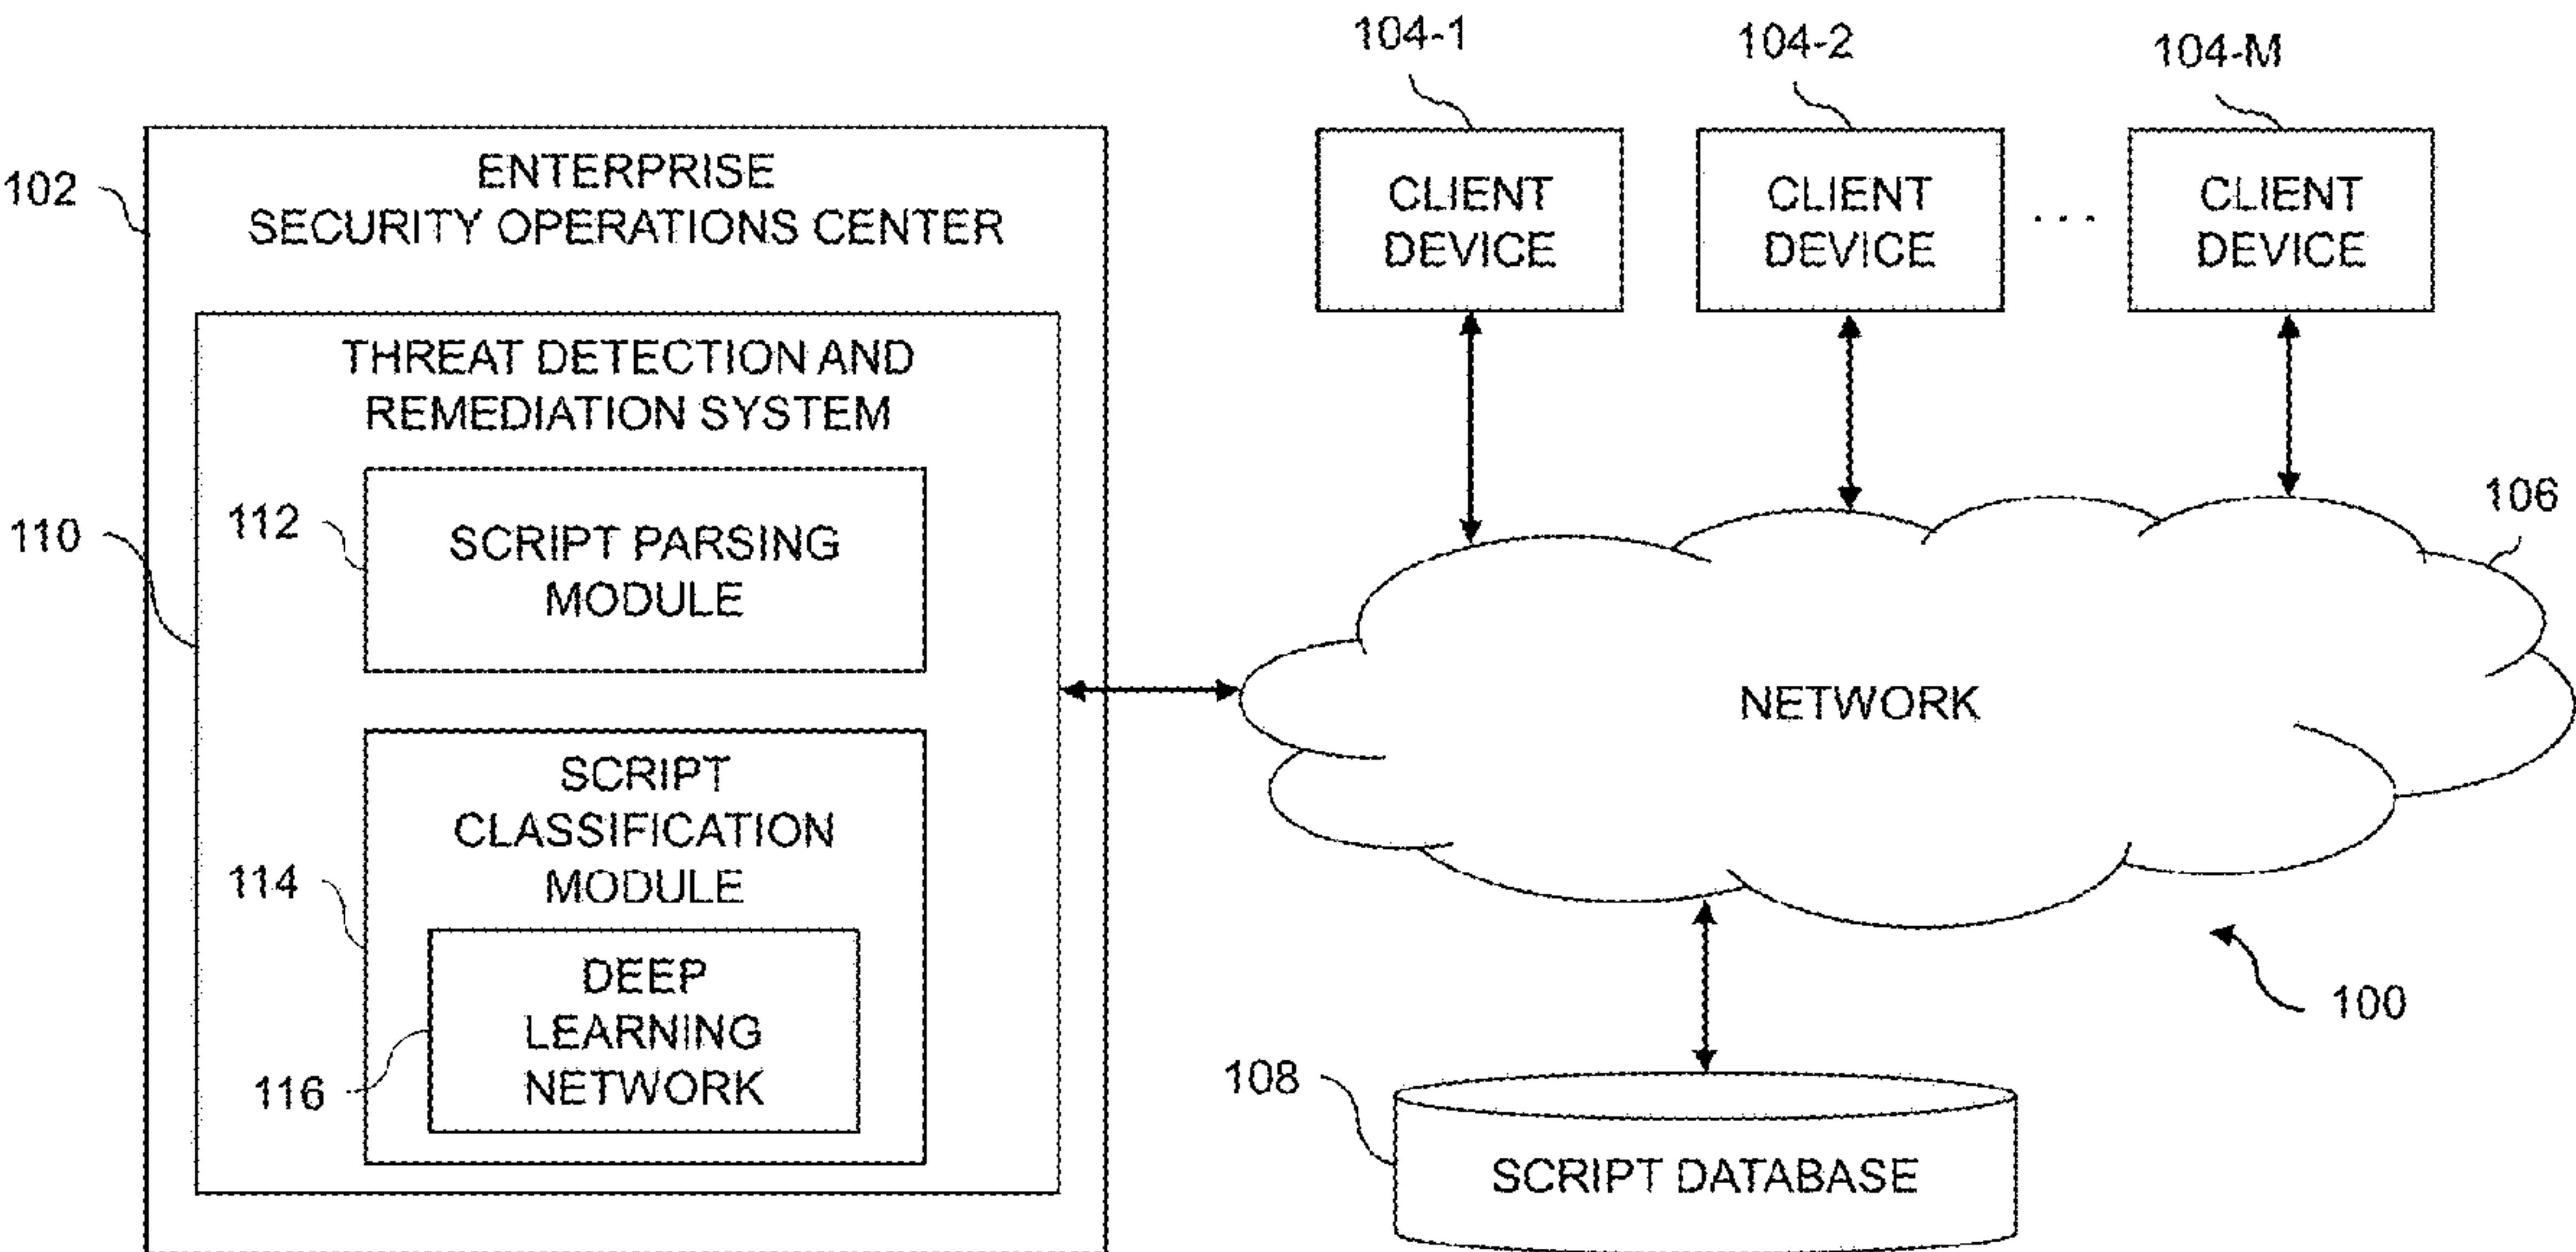 102
ENTERPRISE
SECURITY OPERATIONS CENTER
110
THREAT DETECTION AND
REMEDIATION SYSTEM
112
SCRIPT PARSING
MODULE
114
SCRIPT
CLASSIFICATION
MODULE
116
DEEP
LEARNING
NETWORK
104-1
CLIENT
DEVICE
104-2
CLIENT
DEVICE
. . .
104-M
CLIENT
DEVICE
106
NETWORK
100
108
SCRIPT DATABASE